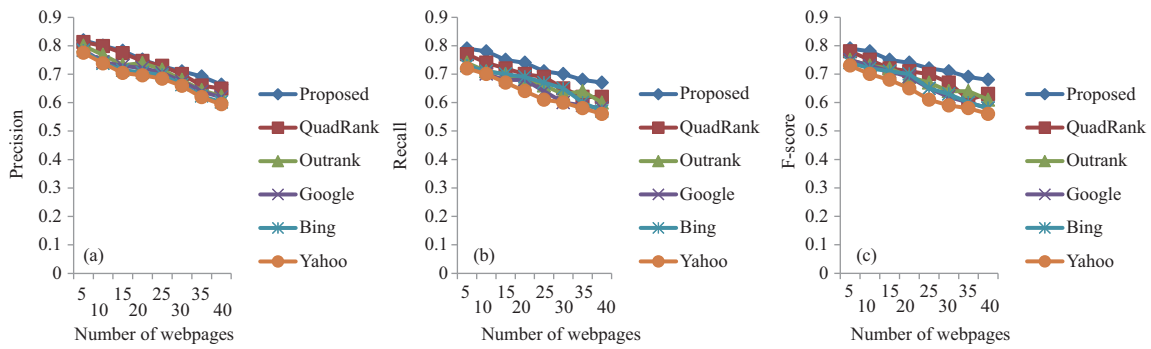 0.9
0.8
0.7
0.6
0.5
0.4
0.3
0.2
0.1
0
Precision
(a)
Proposed
QuadRank
Outrank
Google
Bing
Yahoo
5 15 25 35
10 20 30 40
Number of webpages
0.9
0.8
0.7
0.6
0.5
0.4
0.3
0.2
0.1
0
Recall
(b)
Proposed
QuadRank
Outrank
Google
Bing
Yahoo
5 15 25 35
10 20 30 40
Number of webpages
0.9
0.8
0.7
0.6
0.5
0.4
0.3
0.2
0.1
0
F-score
(c)
Proposed
QuadRank
Outrank
Google
Bing
Yahoo
5 15 25 35
10 20 30 40
Number of webpages